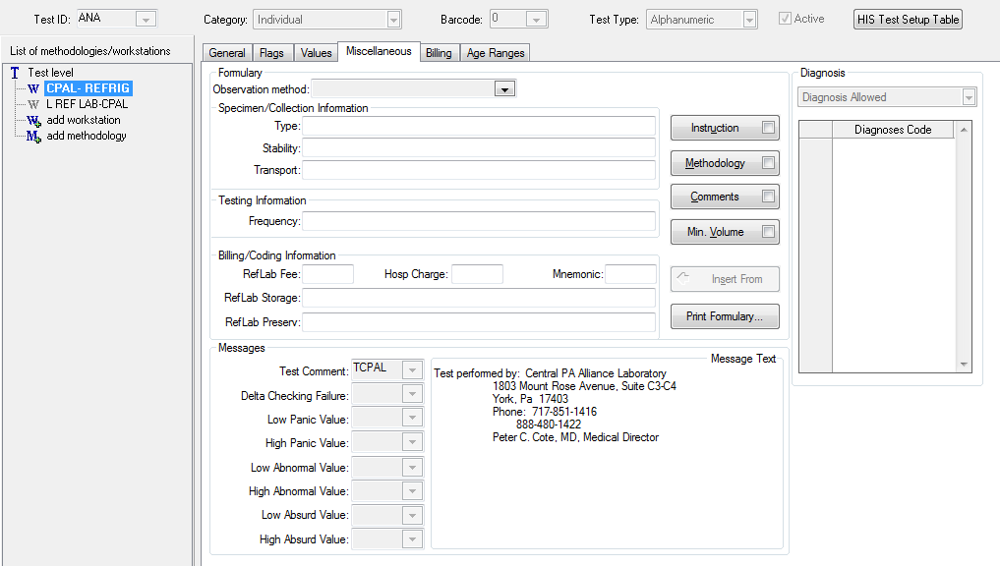 Test ID: ANA Category: Individual Barcode: 0 Test Type: Alphanumeric Active HIS Test Setup Table
List of methodologies/workstations
T Test level
W CPAL- REFRIG
W L REF LAB-CPAL
W add workstation
M add methodology
General Flags Values Miscellaneous Billing Age Ranges
Formulary
Observation method:
Specimen/Collection Information
Type:
Stability:
Transport:
Testing Information
Frequency:
Billing/Coding Information
RefLab Fee: Hosp Charge: Mnemonic:
RefLab Storage:
RefLab Preserv:
Instruction
Methodology
Comments
Min. Volume
Insert From
Print Formulary...
Diagnosis
Diagnosis Allowed
Diagnoses Code
Messages
Test Comment: TCPAL
Delta Checking Failure:
Low Panic Value:
High Panic Value:
Low Abnormal Value:
High Abnormal Value:
Low Absurd Value:
High Absurd Value:
Message Text
Test performed by: Central PA Alliance Laboratory
1803 Mount Rose Avenue, Suite C3-C4
York, Pa 17403
Phone: 717-851-1416
888-480-1422
Peter C. Cote, MD, Medical Director